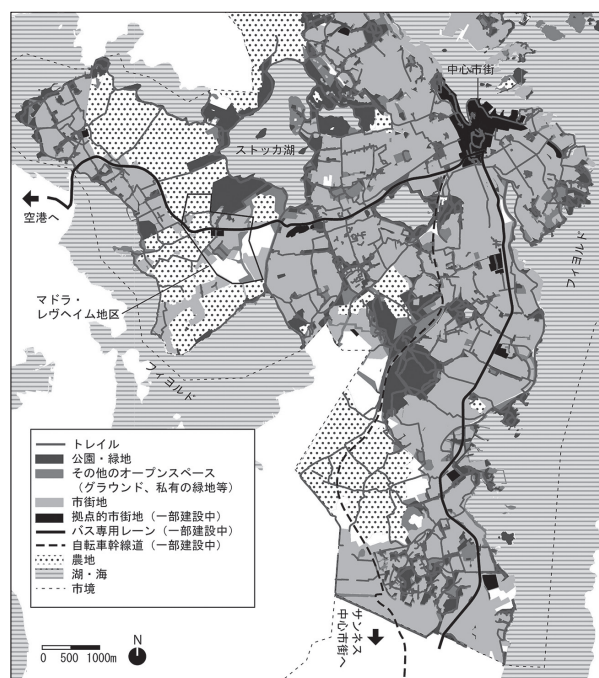 中心市街
ストッカ湖
空港へ
フィヨルド
マドラ・
レヴヘイム地区
フィヨルド
トレイル
公園・緑地
その他のオープンスペース
(グラウンド、私有の緑地等)
市街地
拠点的市街地(一部建設中)
バス専用レーン(一部建設中)
自転車幹線道(一部建設中)
農地
湖・海
市境
サンネス
中心市街へ
N
0 500 1000m